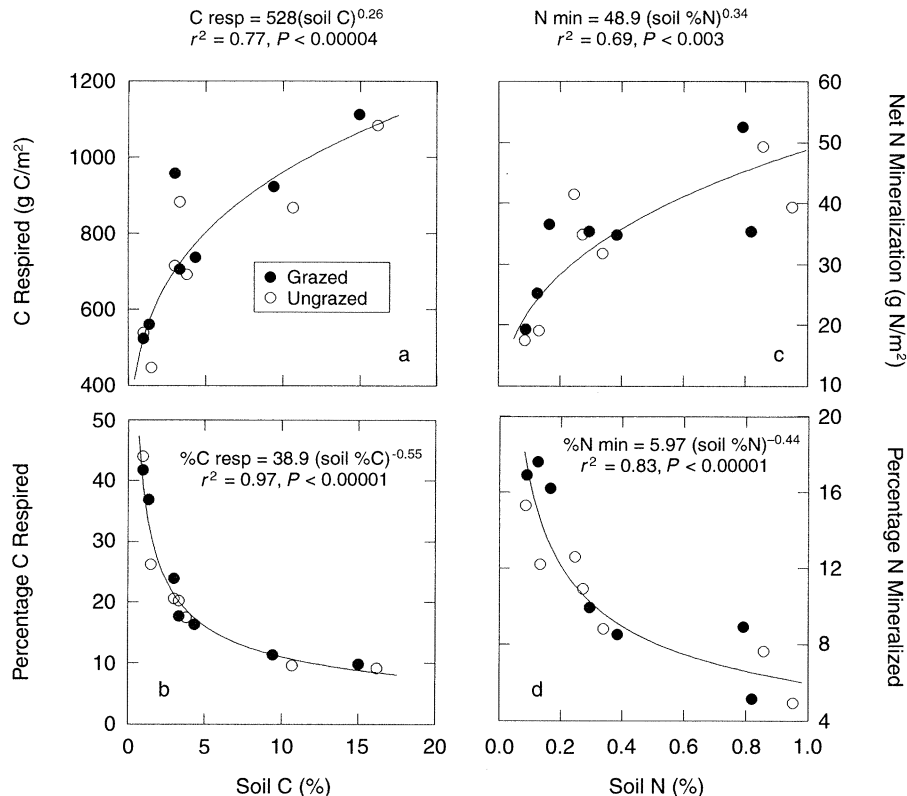 C resp = 528(soil C)^0.26
r² = 0.77, P < 0.00004
N min = 48.9 (soil %N)^0.34
r² = 0.69, P < 0.003
1200
1000
800
600
400
C Respired (g C/m²)
Grazed
Ungrazed
a
60
50
40
30
20
10
Net N Mineralization (g N/m²)
c
50
40
30
20
10
0
Percentage C Respired
%C resp = 38.9 (soil %C)^-0.55
r² = 0.97, P < 0.00001
b
0
5
10
15
20
Soil C (%)
20
16
12
8
4
Percentage N Mineralized
%N min = 5.97 (soil %N)^-0.44
r² = 0.83, P < 0.00001
d
0.0
0.2
0.4
0.6
0.8
1.0
Soil N (%)